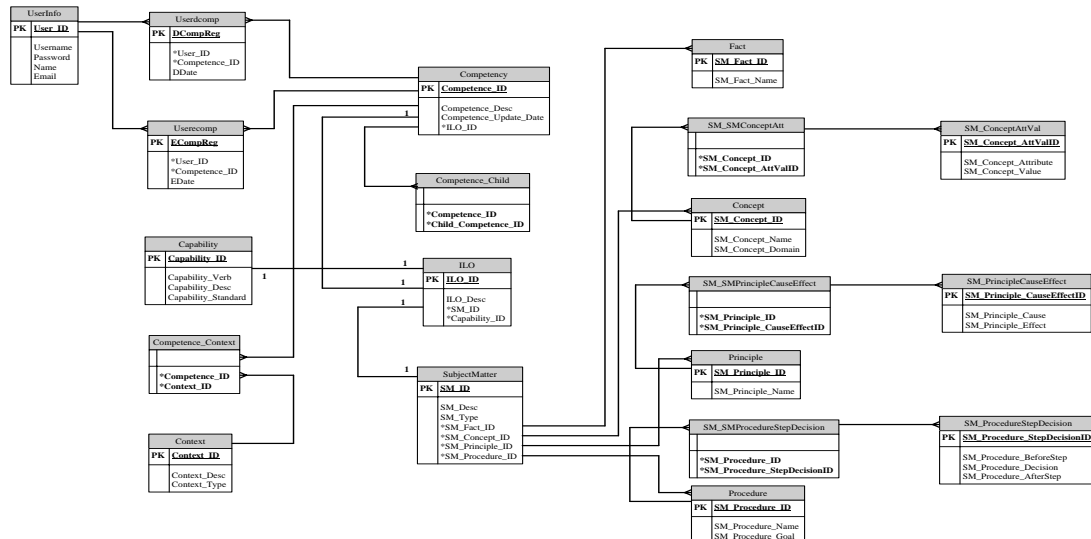 UserInfo
PK User_ID
Username
Password
Name
Email
Userdcomp
PK DCompReg
*User_ID
*Competence_ID
DDate
Userecomp
PK ECompReg
*User_ID
*Competence_ID
EDate
Competency
PK Competence_ID
Competence_Desc
Competence_Update_Date
*ILO_ID
1
Competence_Child
*Competence_ID
*Child_Competence_ID
Capability
PK Capability_ID
Capability_Verb
Capability_Desc
Capability_Standard
1
1
1
1
ILO
PK ILO_ID
ILO_Desc
*SM_ID
*Capability_ID
Competence_Context
*Competence_ID
*Context_ID
Context
PK Context_ID
Context_Desc
Context_Type
1
SubjectMatter
PK SM_ID
SM_Desc
SM_Type
*SM_Fact_ID
*SM_Concept_ID
*SM_Principle_ID
*SM_Procedure_ID
Fact
PK SM_Fact_ID
SM_Fact_Name
SM_SMConceptAtt
*SM_Concept_ID
*SM_Concept_AttValID
SM_ConceptAttVal
PK SM_Concept_AttValID
SM_Concept_Attribute
SM_Concept_Value
Concept
PK SM_Concept_ID
SM_Concept_Name
SM_Concept_Domain
SM_SMPrincipleCauseEffect
*SM_Principle_ID
*SM_Principle_CauseEffectID
SM_PrincipleCauseEffect
PK SM_Principle_CauseEffectID
SM_Principle_Cause
SM_Principle_Effect
Principle
PK SM_Principle_ID
SM_Principle_Name
SM_SMProcedureStepDecision
*SM_Procedure_ID
*SM_Procedure_StepDecisionID
SM_ProcedureStepDecision
PK SM_Procedure_StepDecisionID
SM_Procedure_BeforeStep
SM_Procedure_Decision
SM_Procedure_AfterStep
Procedure
PK SM_Procedure_ID
SM_Procedure_Name
SM_Procedure_Goal